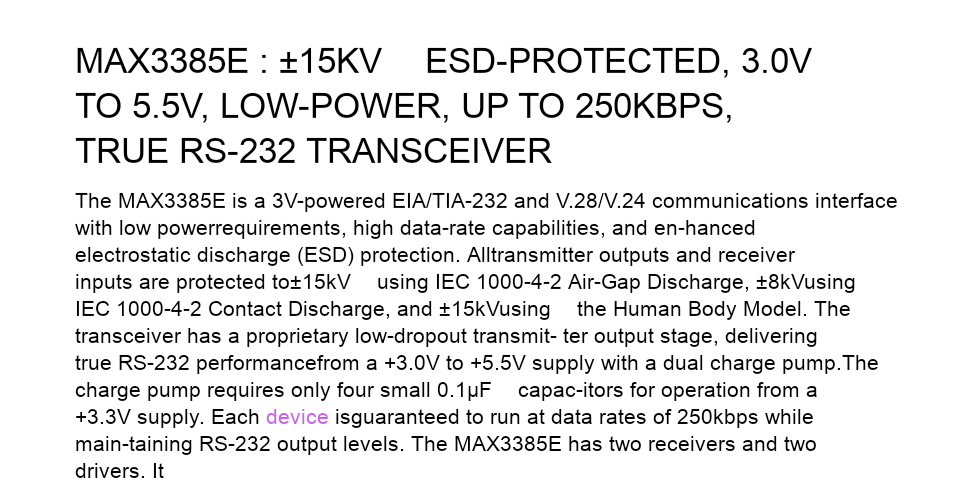 MAX3385E : ±15KV    ESD-PROTECTED, 3.0V
TO 5.5V, LOW-POWER, UP TO 250KBPS,
TRUE RS-232 TRANSCEIVER
The MAX3385E is a 3V-powered EIA/TIA-232 and V.28/V.24 communications interface
with low powerrequirements, high data-rate capabilities, and en-hanced
electrostatic discharge (ESD) protection. Alltransmitter outputs and receiver
inputs are protected to±15kV    using IEC 1000-4-2 Air-Gap Discharge, ±8kVusing
IEC 1000-4-2 Contact Discharge, and ±15kVusing    the Human Body Model. The
transceiver has a proprietary low-dropout transmit- ter output stage, delivering
true RS-232 performancefrom a +3.0V to +5.5V supply with a dual charge pump.The
charge pump requires only four small 0.1µF    capac-itors for operation from a
+3.3V supply. Each device isguaranteed to run at data rates of 250kbps while
main-taining RS-232 output levels. The MAX3385E has two receivers and two
drivers. It